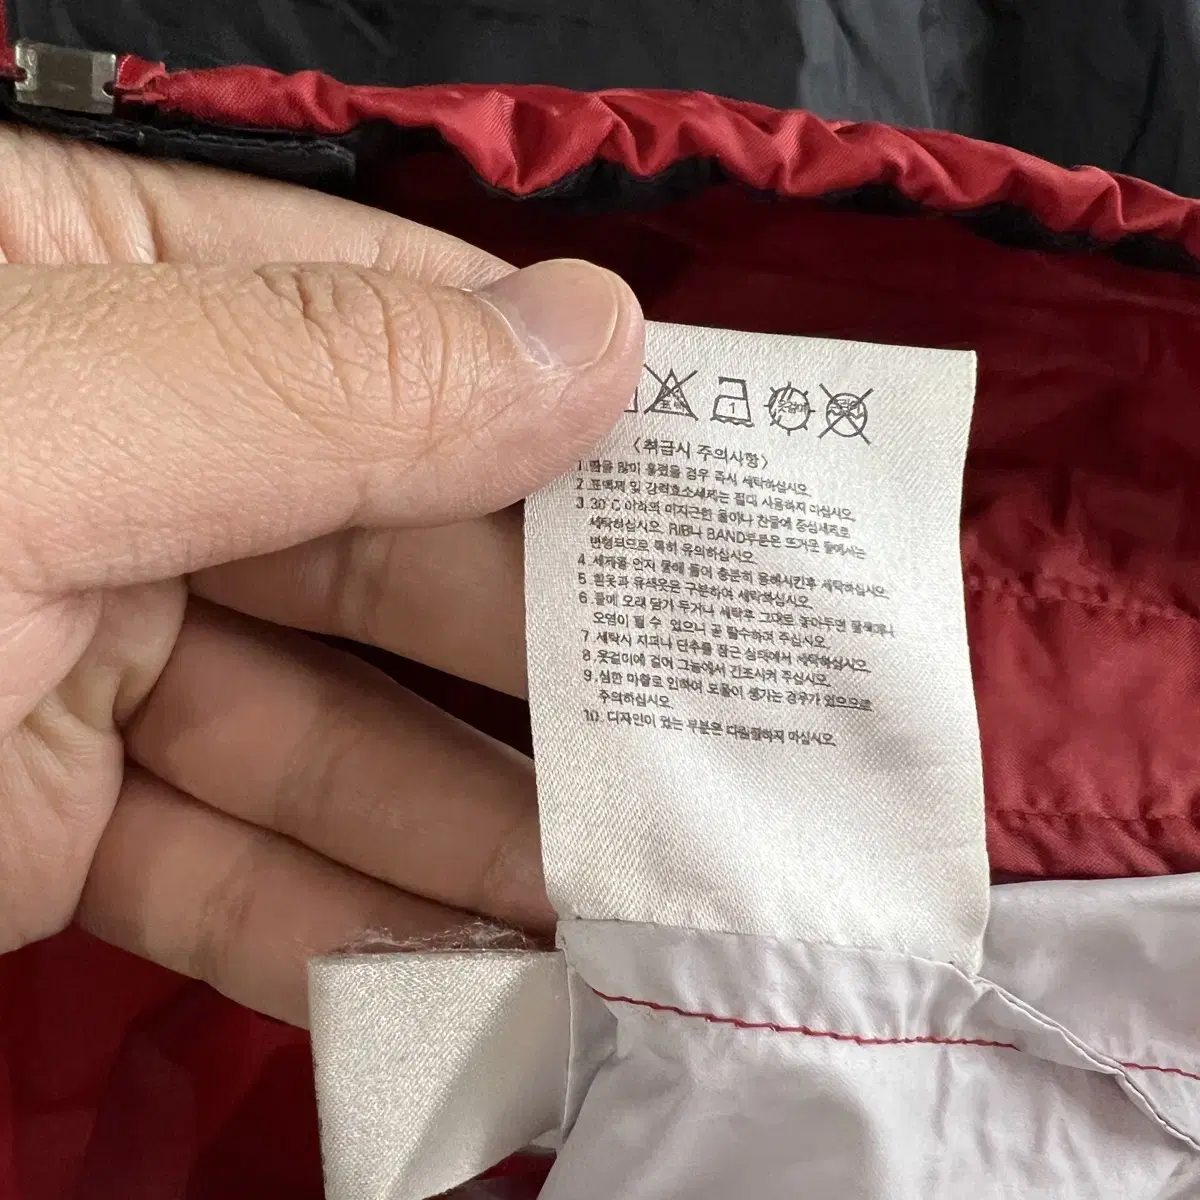 표백
1
옷걸이
드라이
〈취급시 주의사항〉
1.땀을 많이 흘렸을 경우 즉시 세탁하십시오.
2.표백제 및 강력효소세제는 절대 사용하지 마십시오.
3.30°C 이하의 미지근한 물이나 찬물에 중성세제로
세탁하십시오. RIB나 BAND부분은 뜨거운 물에서는
변형되므로 특히 유의하십시오.
4.세제를 먼저 물에 풀어 충분히 용해시킨후 세탁하십시오.
5.흰옷과 유색옷은 구분하여 세탁하십시오.
6.물에 오래 담가 두거나 세탁후 그대로 놓아두면 물빠짐이나
오염이 될 수 있으니 곧 탈수하여 주십시오.
7.세탁시 지퍼나 단추를 잠근 상태에서 세탁하십시오.
8.옷걸이에 걸어 그늘에서 건조시켜 주십시오.
9.심한 마찰로 인하여 보풀이 생기는 경우가 있으므로
주의하십시오.
10.디자인이 있는 부분은 다림질하지 마십시오.